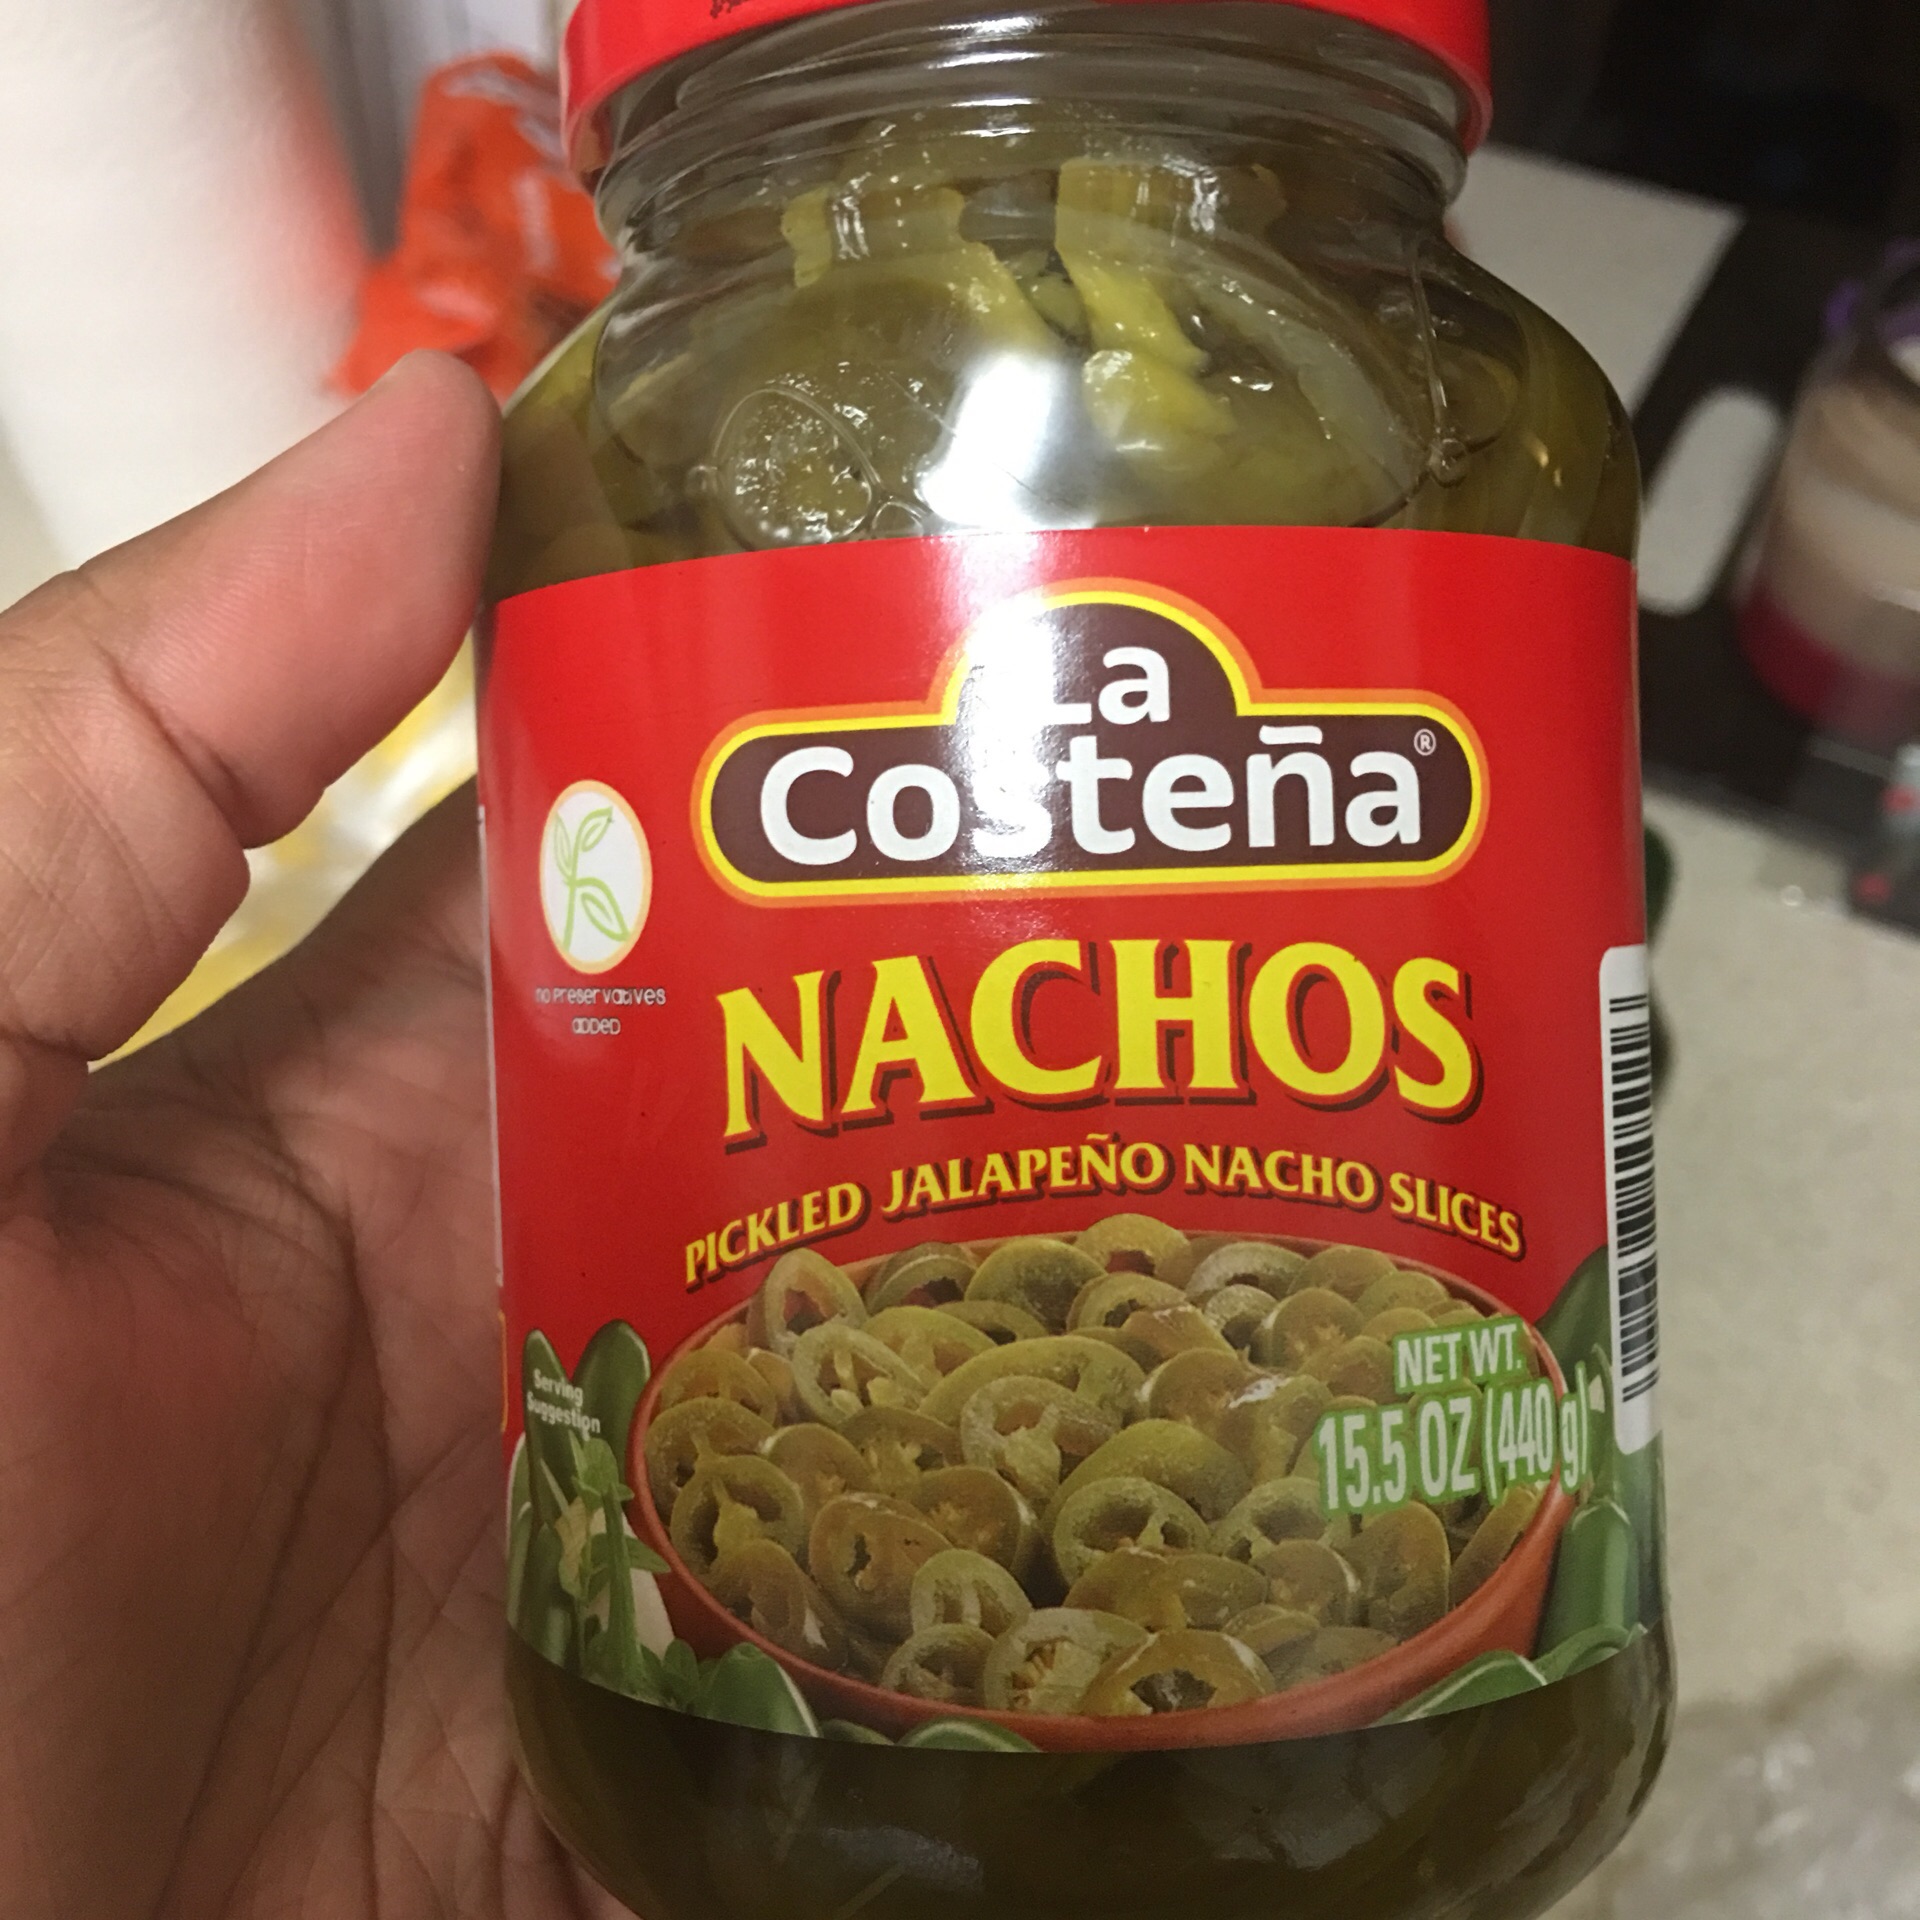 La
Costeña®
no preservatives
added
NACHOS
PICKLED JALAPEÑO NACHO SLICES
Serving
Suggestion
NET WT.
15.5 OZ (440 g)